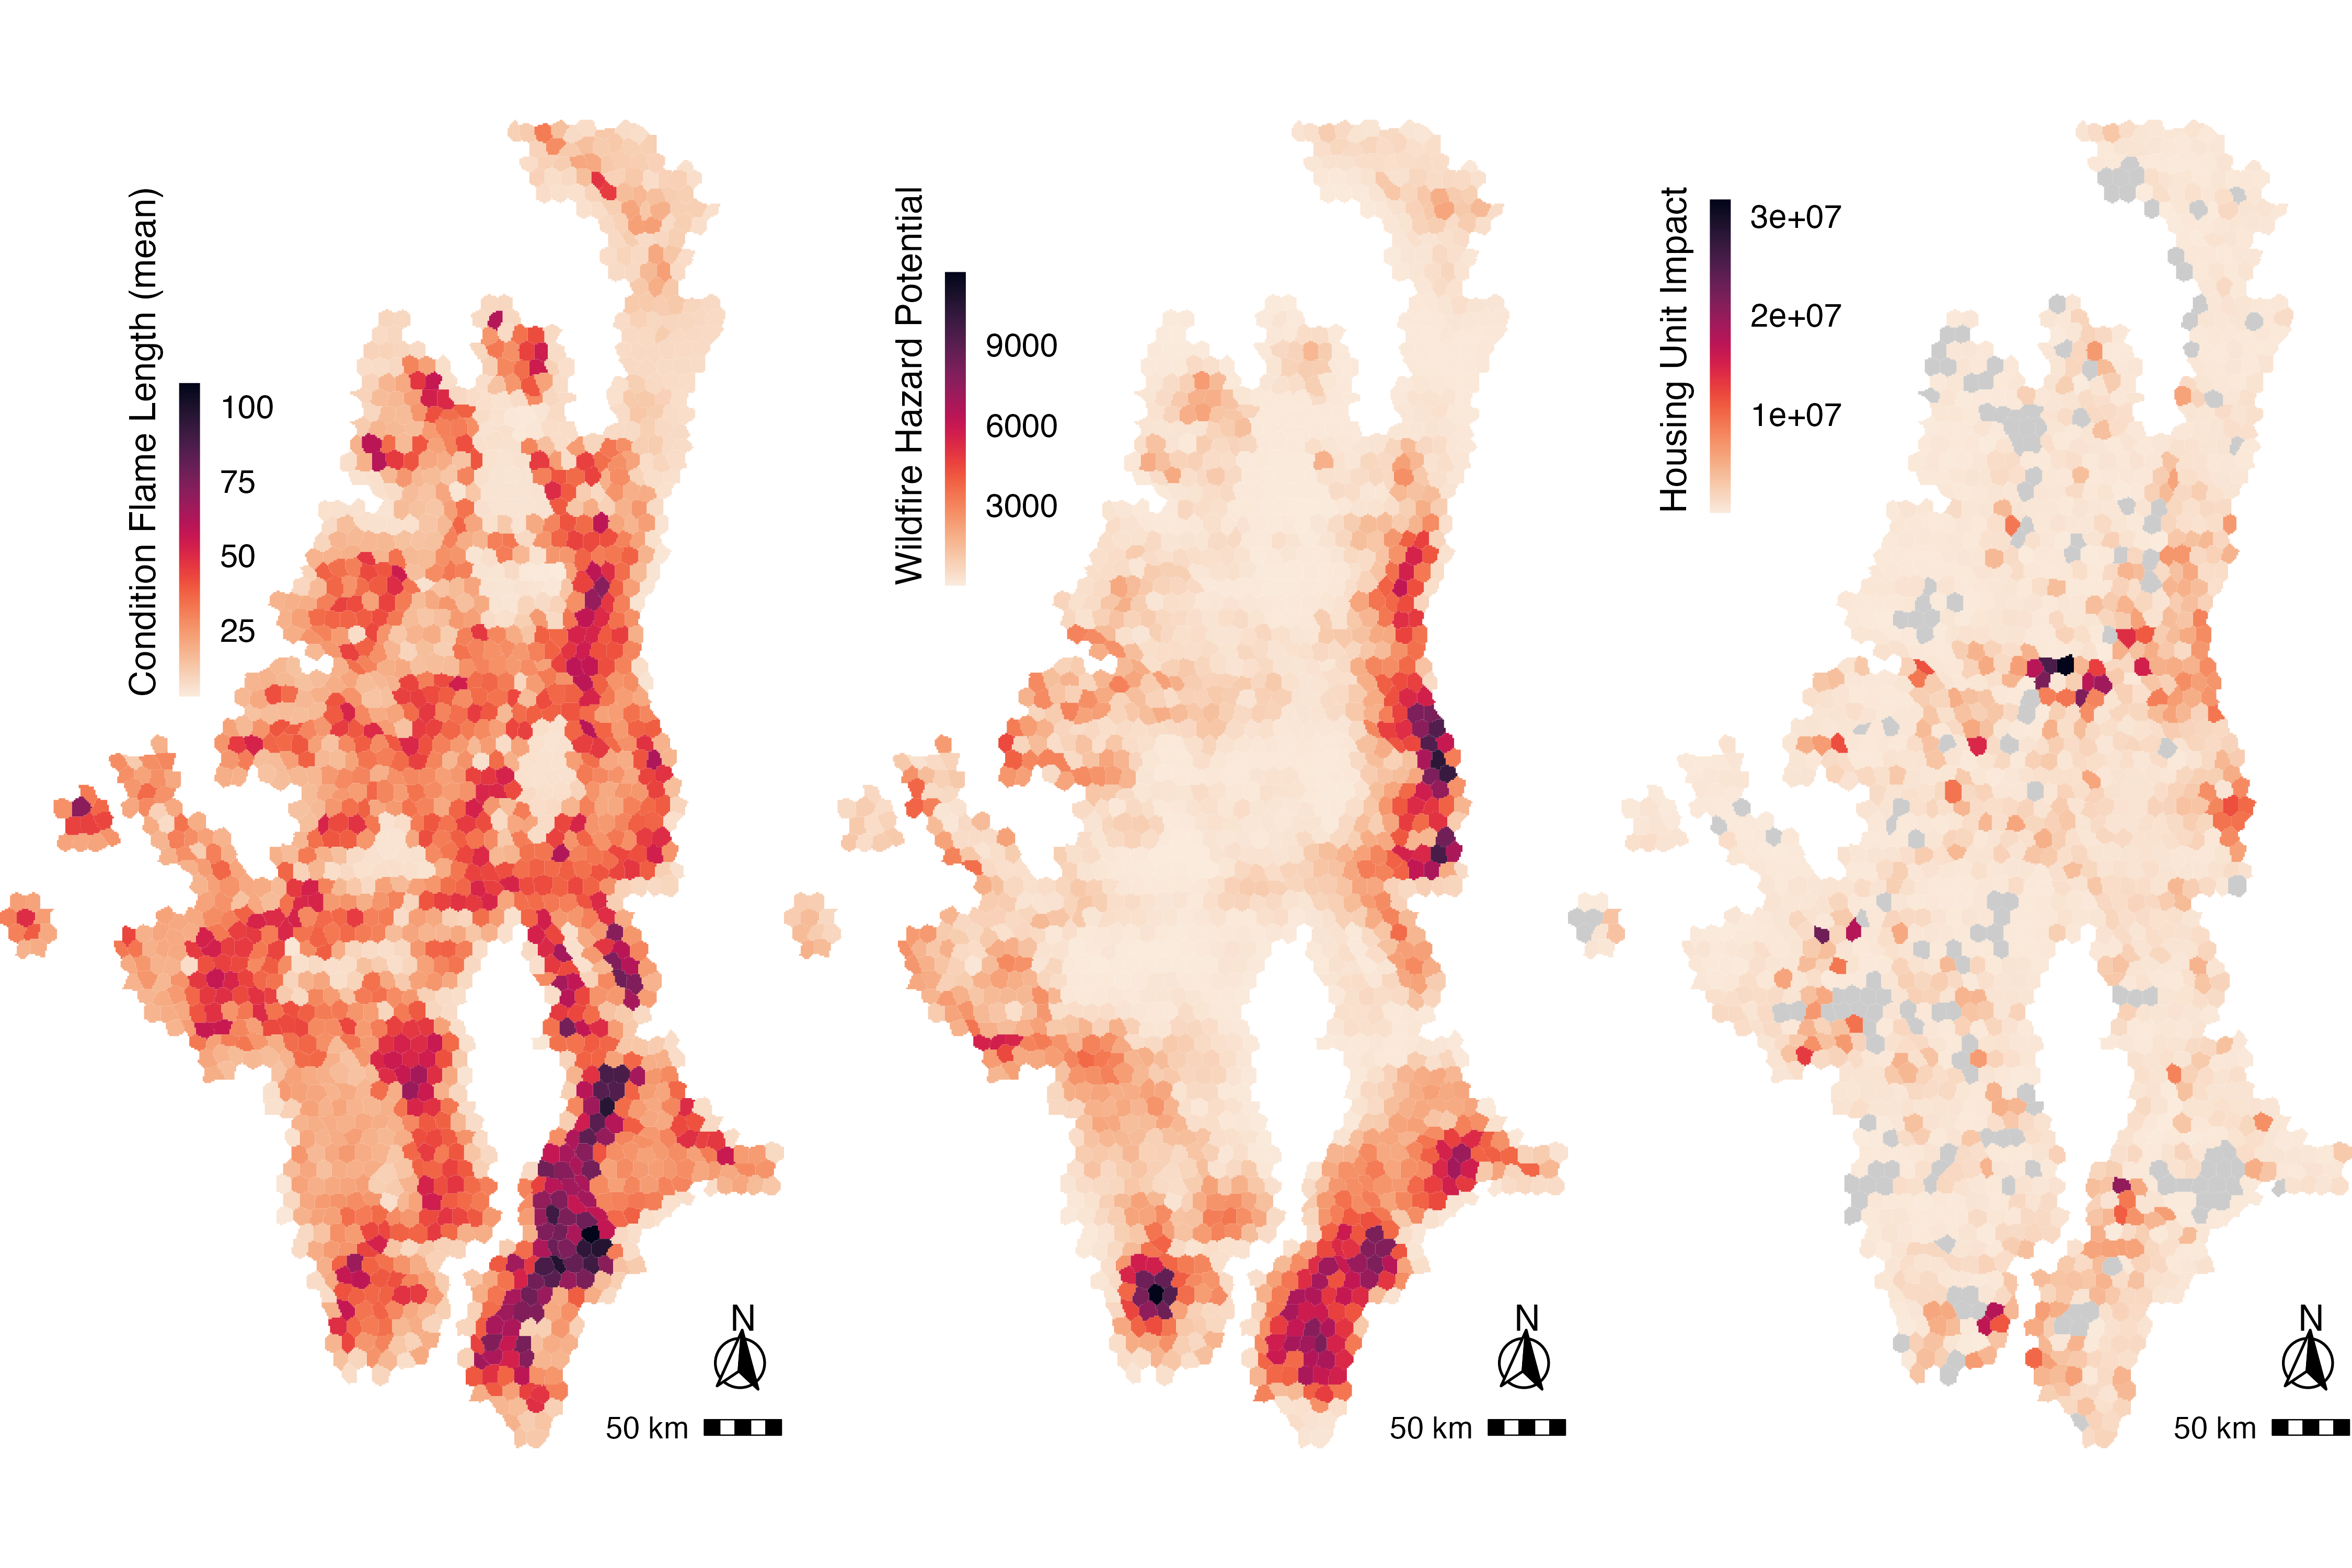 Condition Flame Length (mean)
100
75
50
25
N
50 km
Wildfire Hazard Potential
9000
6000
3000
N
50 km
Housing Unit Impact
3e+07
2e+07
1e+07
N
50 km